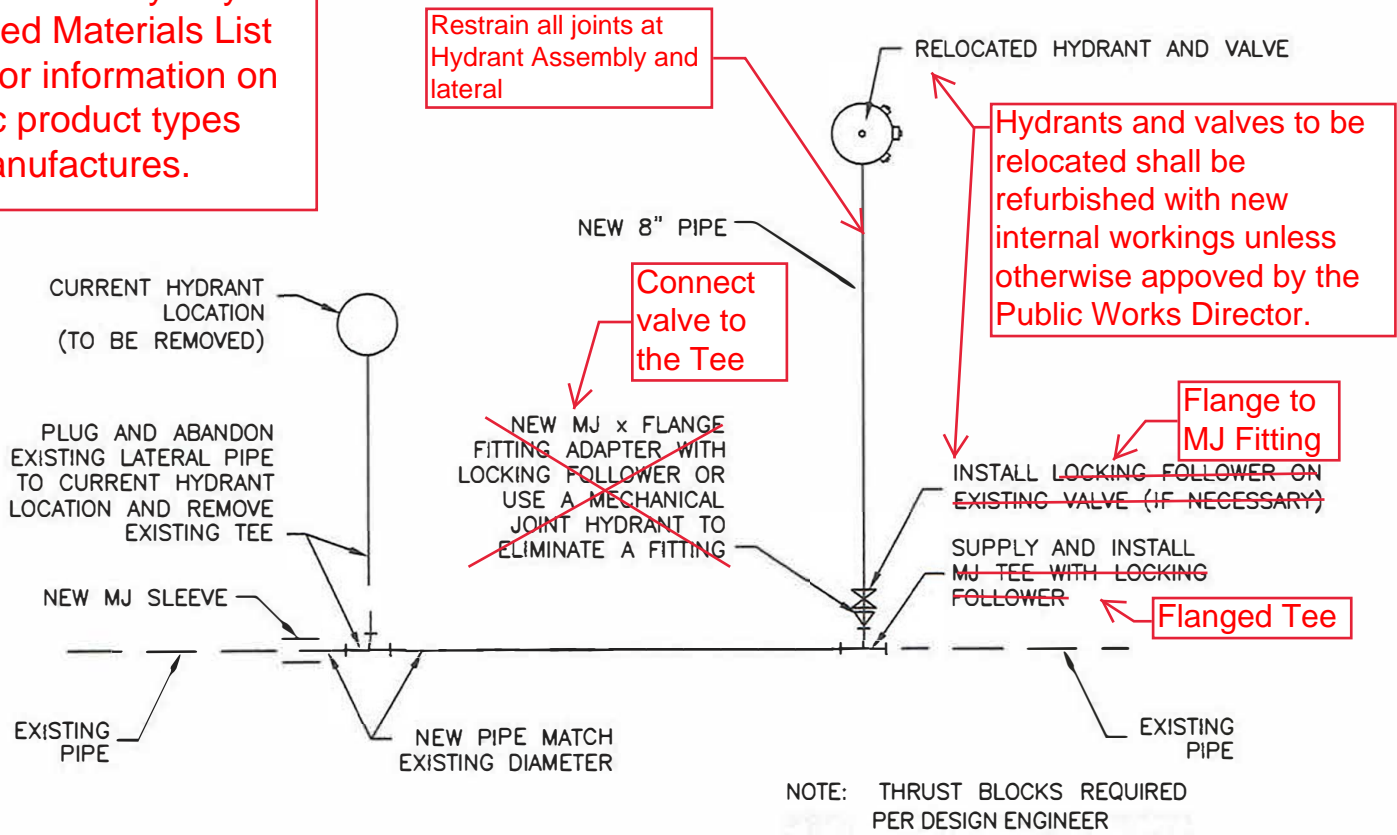 ed Materials List
or information on
c product types
anufactures.
Restrain all joints at
Hydrant Assembly and
lateral
RELOCATED HYDRANT AND VALVE
Hydrants and valves to be
relocated shall be
refurbished with new
internal workings unless
otherwise appoved by the
Public Works Director.
NEW 8" PIPE
CURRENT HYDRANT
LOCATION
(TO BE REMOVED)
Connect
valve to
the Tee
PLUG AND ABANDON
EXISTING LATERAL PIPE
TO CURRENT HYDRANT
LOCATION AND REMOVE
EXISTING TEE
NEW MJ x FLANGE
FITTING ADAPTER WITH
LOCKING FOLLOWER OR
USE A MECHANICAL
JOINT HYDRANT TO
ELIMINATE A FITTING
Flange to
MJ Fitting
INSTALL LOCKING FOLLOWER ON
EXISTING VALVE (IF NECESSARY)
SUPPLY AND INSTALL
MJ TEE WITH LOCKING
FOLLOWER
Flanged Tee
NEW MJ SLEEVE
EXISTING
PIPE
NEW PIPE MATCH
EXISTING DIAMETER
EXISTING
PIPE
NOTE: THRUST BLOCKS REQUIRED
PER DESIGN ENGINEER